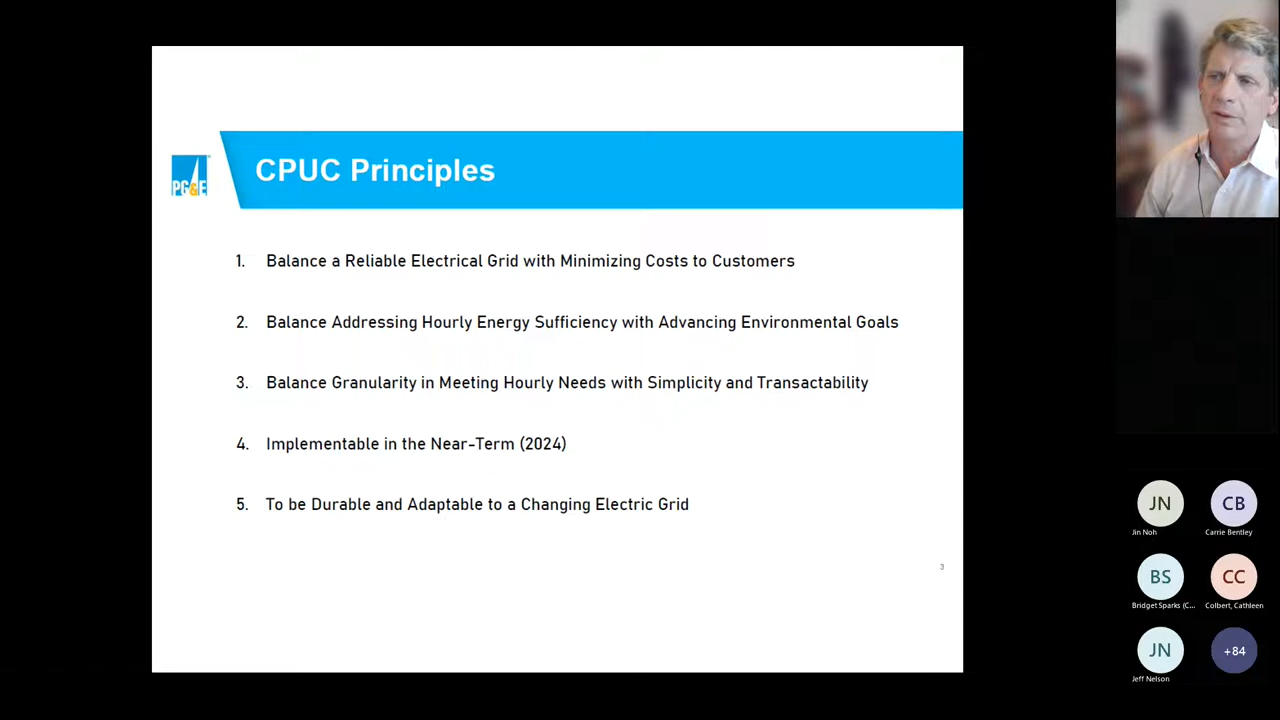 PG&E
CPUC Principles
1. Balance a Reliable Electrical Grid with Minimizing Costs to Customers
2. Balance Addressing Hourly Energy Sufficiency with Advancing Environmental Goals
3. Balance Granularity in Meeting Hourly Needs with Simplicity and Transactability
4. Implementable in the Near-Term (2024)
5. To be Durable and Adaptable to a Changing Electric Grid
3
JN
Jin Noh
CB
Carrie Bentley
BS
Bridget Sparks (C...
CC
Colbert, Cathleen
JN
Jeff Nelson
+84